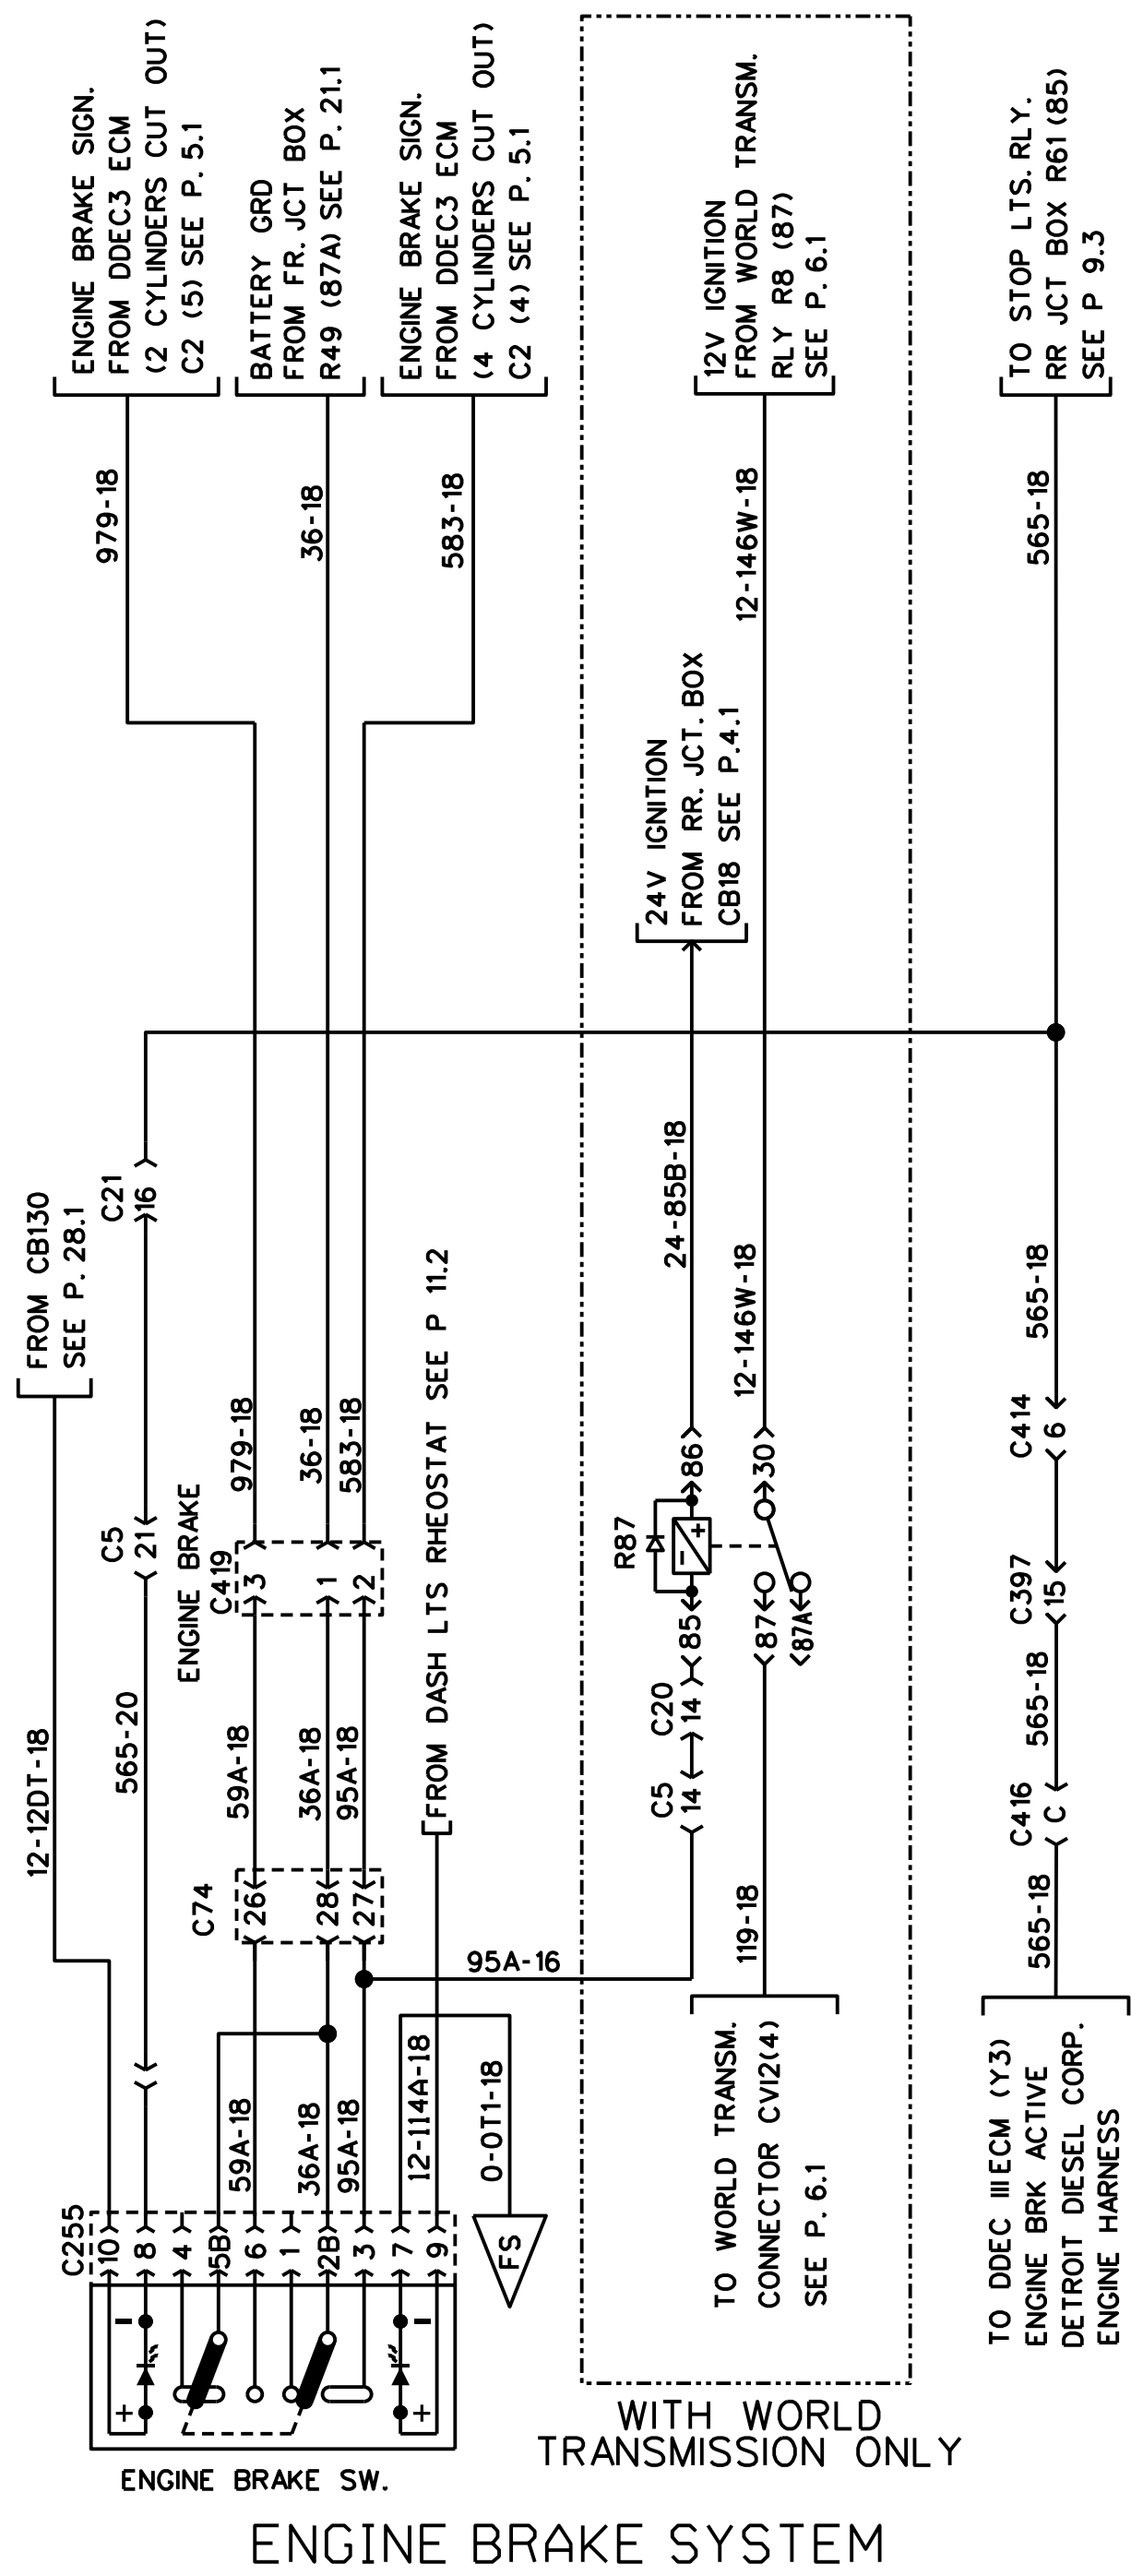 ENGINE BRAKE SIGN.
FROM DDEC3 ECM
(2 CYLINDERS CUT OUT)
C2 (5) SEE P. 5.1
BATTERY GRD
FROM FR. JCT BOX
R49 (87A) SEE P. 21.1
ENGINE BRAKE SIGN.
FROM DDEC3 ECM
(4 CYLINDERS CUT OUT)
C2 (4) SEE P. 5.1
12V IGNITION
FROM WORLD TRANSM.
RLY R8 (87)
SEE P. 6.1
TO STOP LTS. RLY.
RR JCT BOX R61 (85)
SEE P 9.3
979-18
36-18
583-18
12-146W-18
565-18
24V IGNITION
FROM RR. JCT. BOX
CB18 SEE P.4.1
FROM CB130
SEE P. 28.1
C21
16
24-85B-18
12-146W-18
565-18
FROM DASH LTS RHEOSTAT SEE P 11.2
979-18
36-18
583-18
C5
21
ENGINE BRAKE
C419
3
1
2
R87
86
30
85
87
87A
+
-
C414
6
C397
15
12-12DT-18
565-20
59A-18
36A-18
95A-18
C20
14
C5
14
565-18
C416
C
C74
26
28
27
95A-16
119-18
565-18
59A-18
36A-18
95A-18
12-114A-18
0-0T1-18
FS
C255
10
8
4
5B
6
1
2B
3
7
9
-
+
-
+
TO WORLD TRANSM.
CONNECTOR CVI2(4)
SEE P. 6.1
TO DDEC III ECM (Y3)
ENGINE BRK ACTIVE
DETROIT DIESEL CORP.
ENGINE HARNESS
WITH WORLD
TRANSMISSION ONLY
ENGINE BRAKE SW.
ENGINE BRAKE SYSTEM